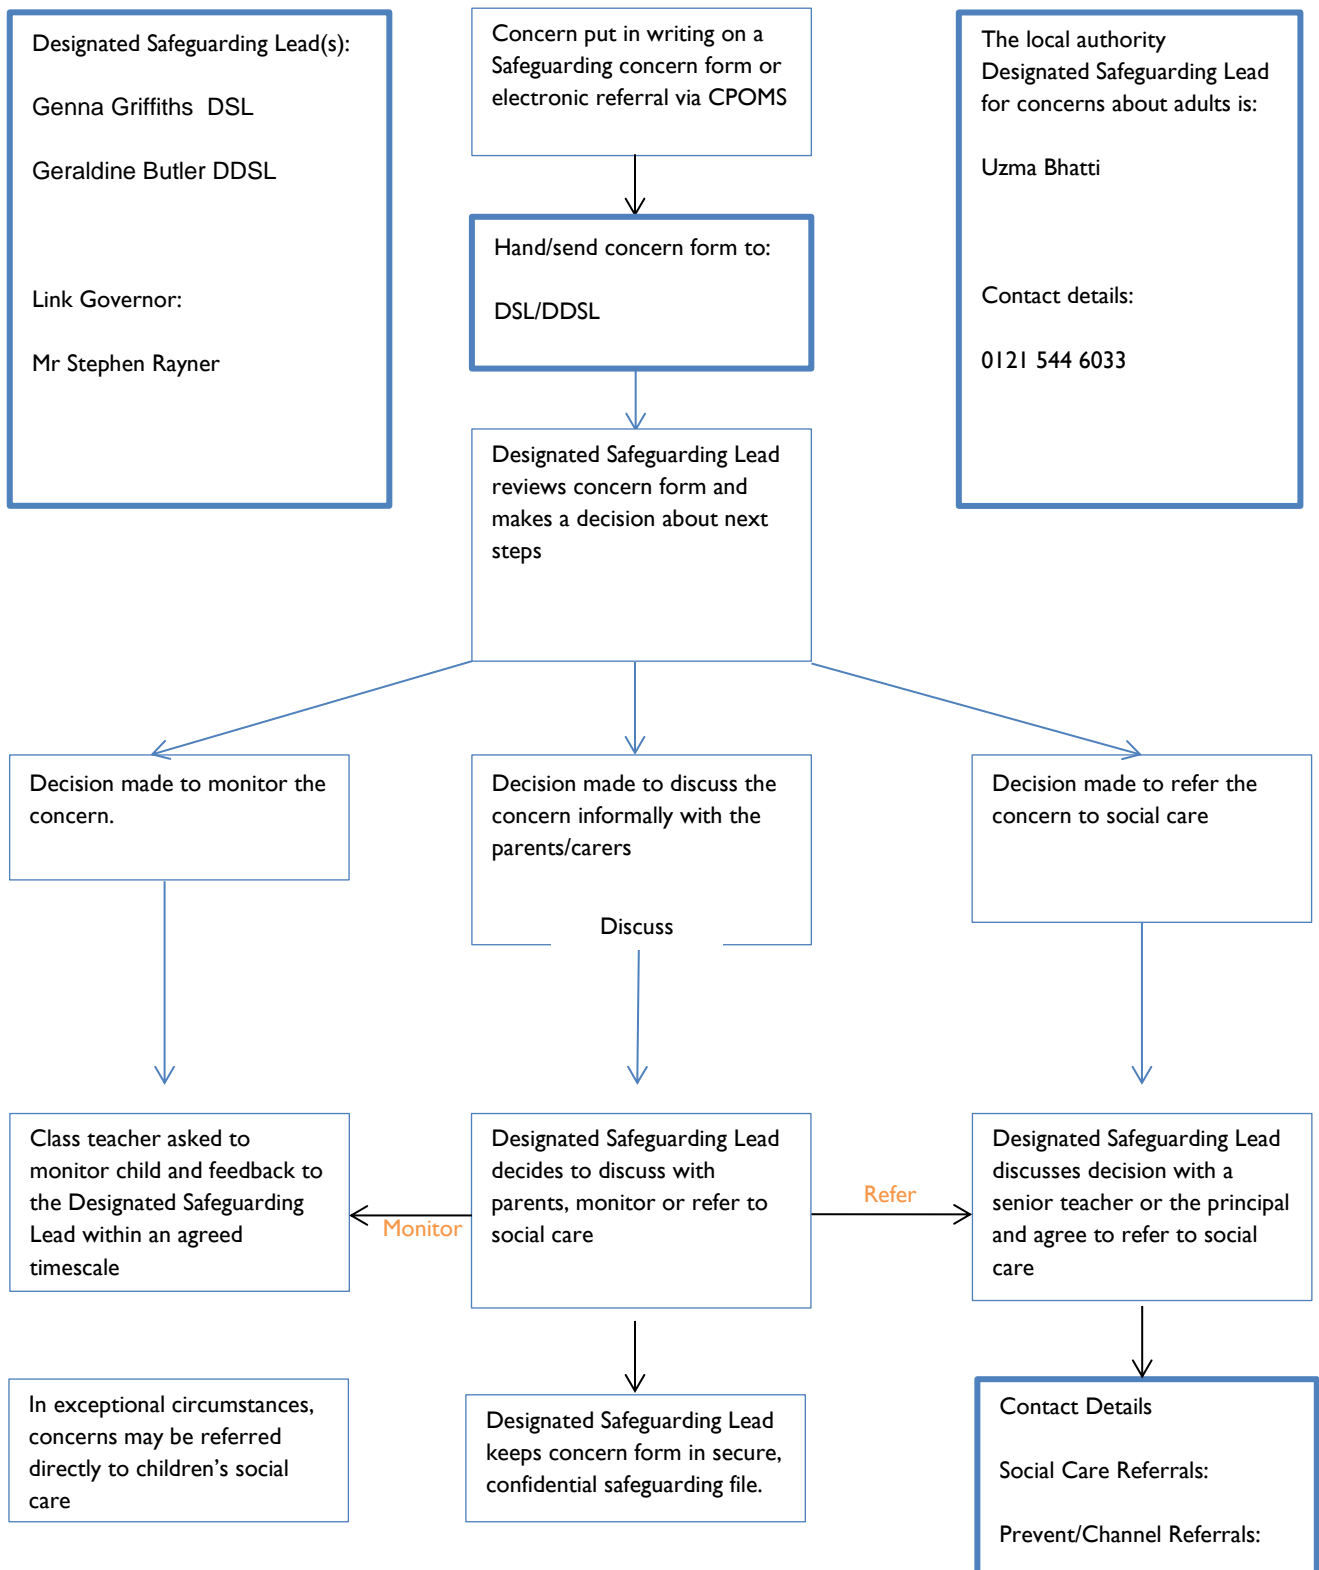 Designated Safeguarding Lead(s):
Genna Griffiths  DSL
Geraldine Butler DDSL
Link Governor:
Mr Stephen Rayner
Concern put in writing on a
Safeguarding concern form or
electronic referral via CPOMS
The local authority
Designated Safeguarding Lead
for concerns about adults is:
Uzma Bhatti
Contact details:
0121 544 6033
Hand/send concern form to:
DSL/DDSL
Designated Safeguarding Lead
reviews concern form and
makes a decision about next
steps
Decision made to monitor the
concern.
Decision made to discuss the
concern informally with the
parents/carers
Discuss
Decision made to refer the
concern to social care
Class teacher asked to
monitor child and feedback to
the Designated Safeguarding
Lead within an agreed
timescale
Monitor
Designated Safeguarding Lead
decides to discuss with
parents, monitor or refer to
social care
Refer
Designated Safeguarding Lead
discusses decision with a
senior teacher or the principal
and agree to refer to social
care
In exceptional circumstances,
concerns may be referred
directly to children’s social
care
Designated Safeguarding Lead
keeps concern form in secure,
confidential safeguarding file.
Contact Details
Social Care Referrals:
Prevent/Channel Referrals: